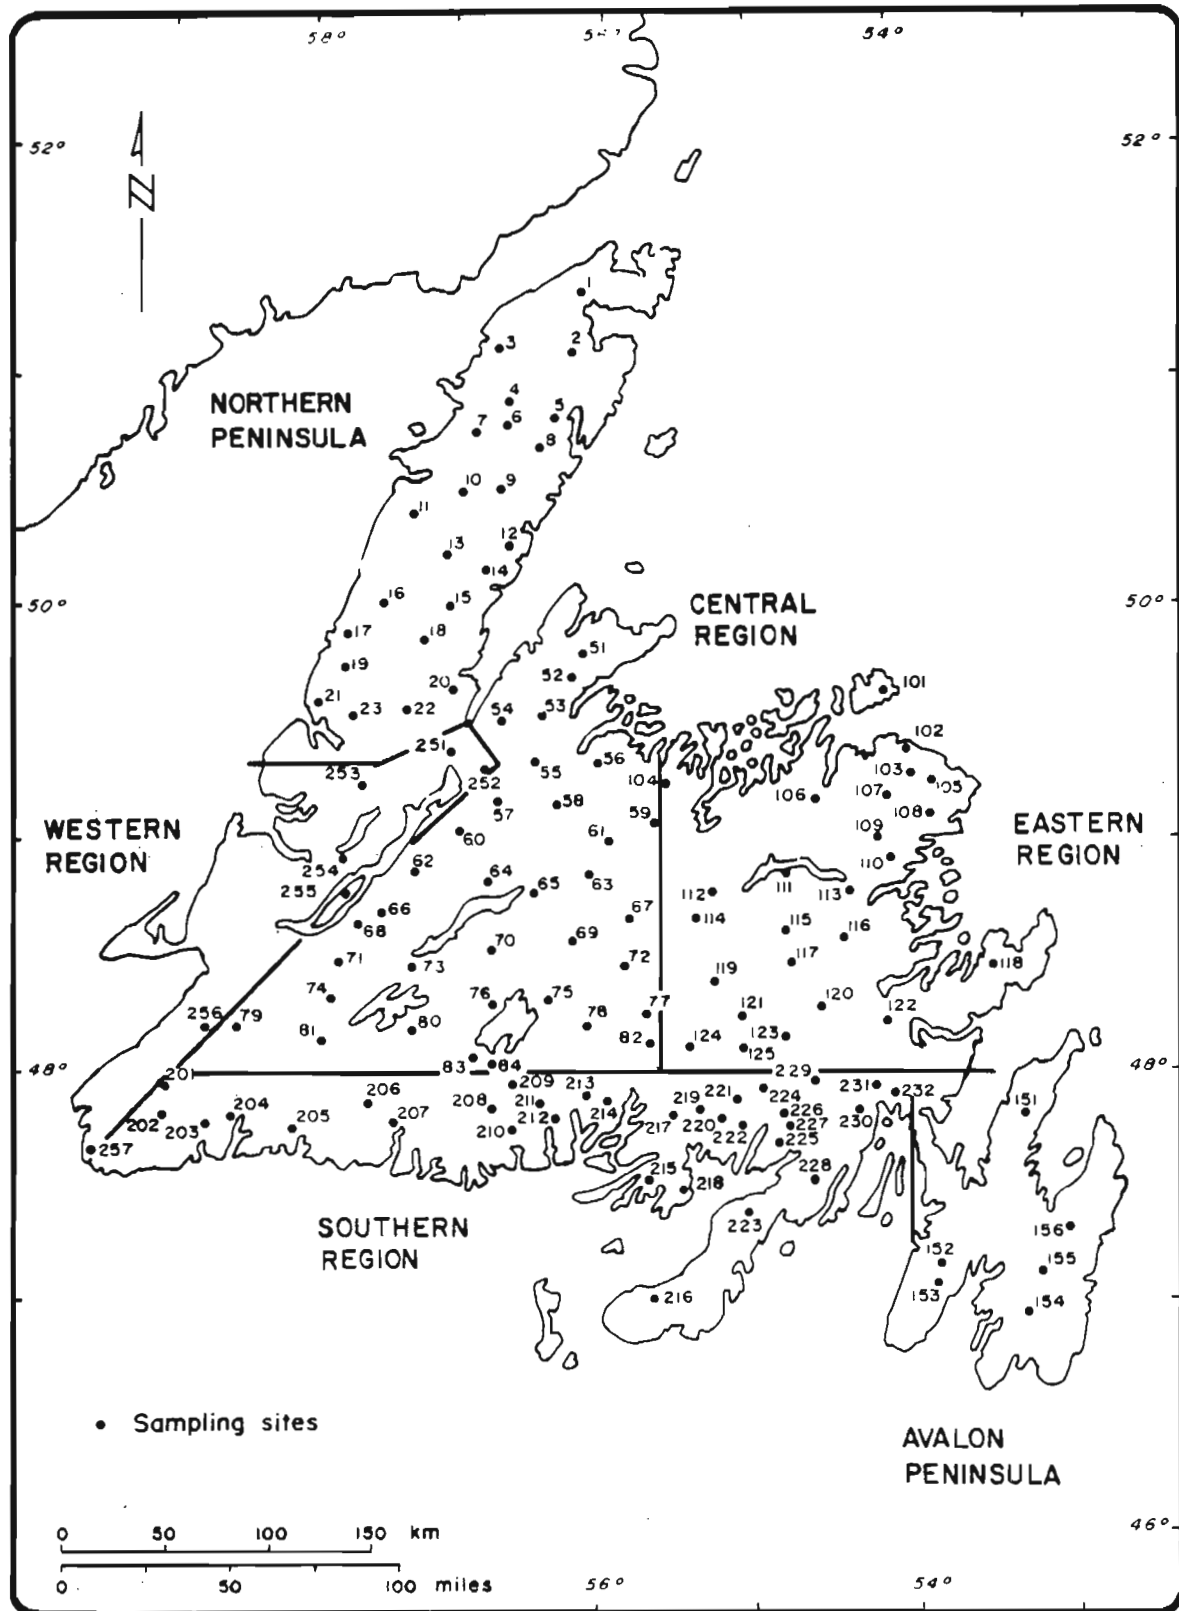 58° 56° 54°
52° 52°
N
1
3 2
4
5
7 6
8
NORTHERN
PENINSULA
10 9
11
12
13
14
16 15
50° 50°
17 18
CENTRAL
REGION
51
19
52
20
101
21 23 22
54 53
251
102
253 252 55 56
104 103 105
57 58 106 107
59 108
WESTERN
REGION
EASTERN
REGION
60 61 109
254 62 110
255 64 65 63 112 111 113
66 67 114
68 69 115 116
70
71 73 72 117 118
119
74 76 75 120
256 79 77 121 122
81 80 78
82 124 123
83 84 125
48° 48°
201 209 213 229 231 232
206 221 224
202 204 208 211 214 219 226 230 151
203 205 207 212 217 220 227
257 210 222 225
215 218 228
SOUTHERN
REGION
223
156
152 155
153
216 154
Sampling sites
AVALON
PENINSULA
0 50 100 150 km
46°
0 50 100 miles
56° 54°